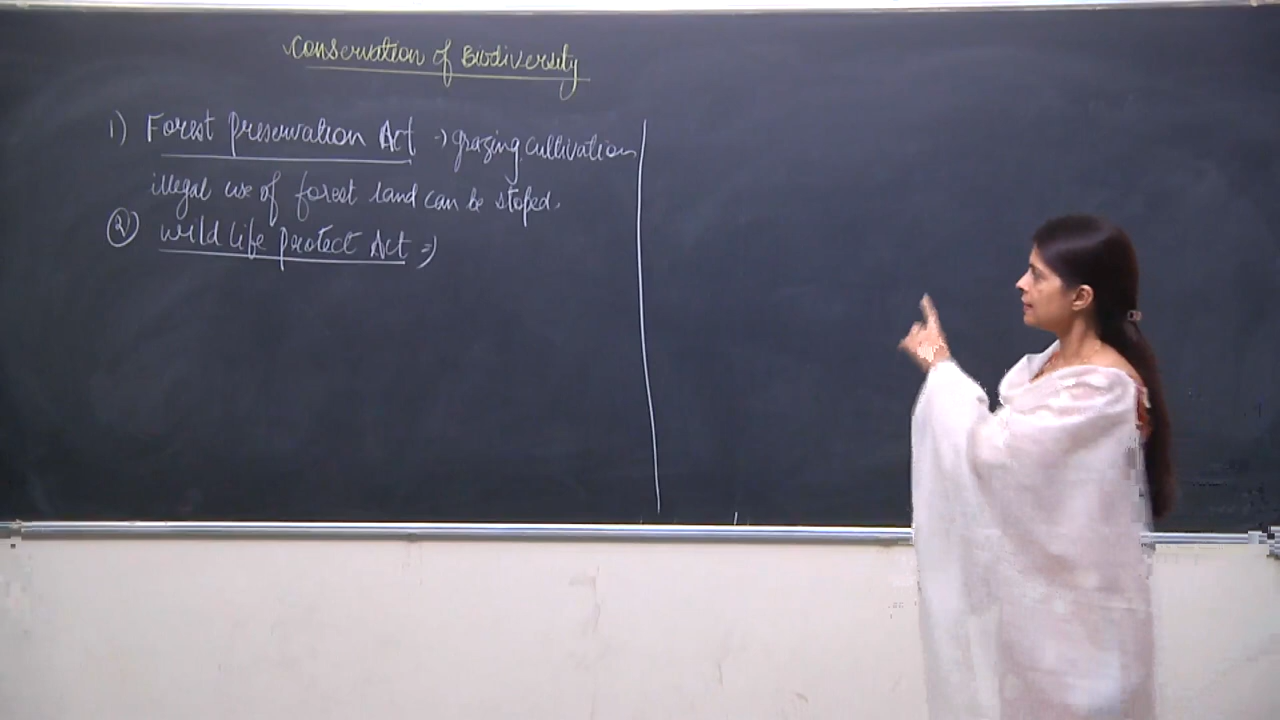 Conservation of Biodiversity
1) Forest Preservation Act → grazing, cultivation
illegal use of forest land can be stoped.
2) Wild life Protect Act ⇒